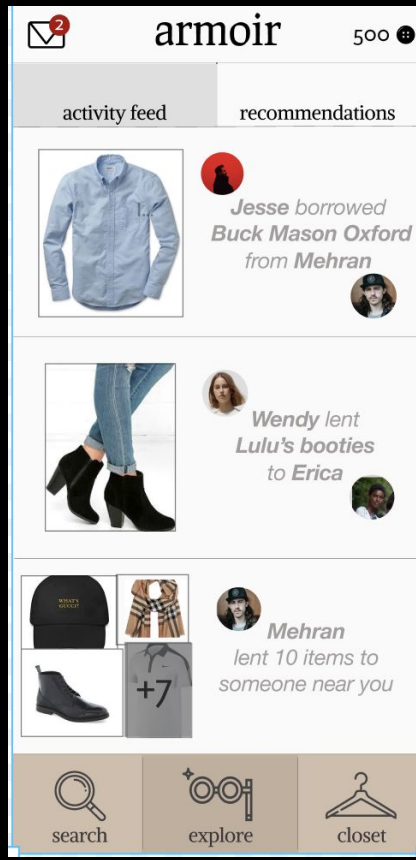 2
armoir
500
activity feed
recommendations
Jesse borrowed
Buck Mason Oxford
from Mehran
Wendy lent
Lulu's booties
to Erica
WHAT'S
GUCCI?
+7
Mehran
lent 10 items to
someone near you
search
explore
closet